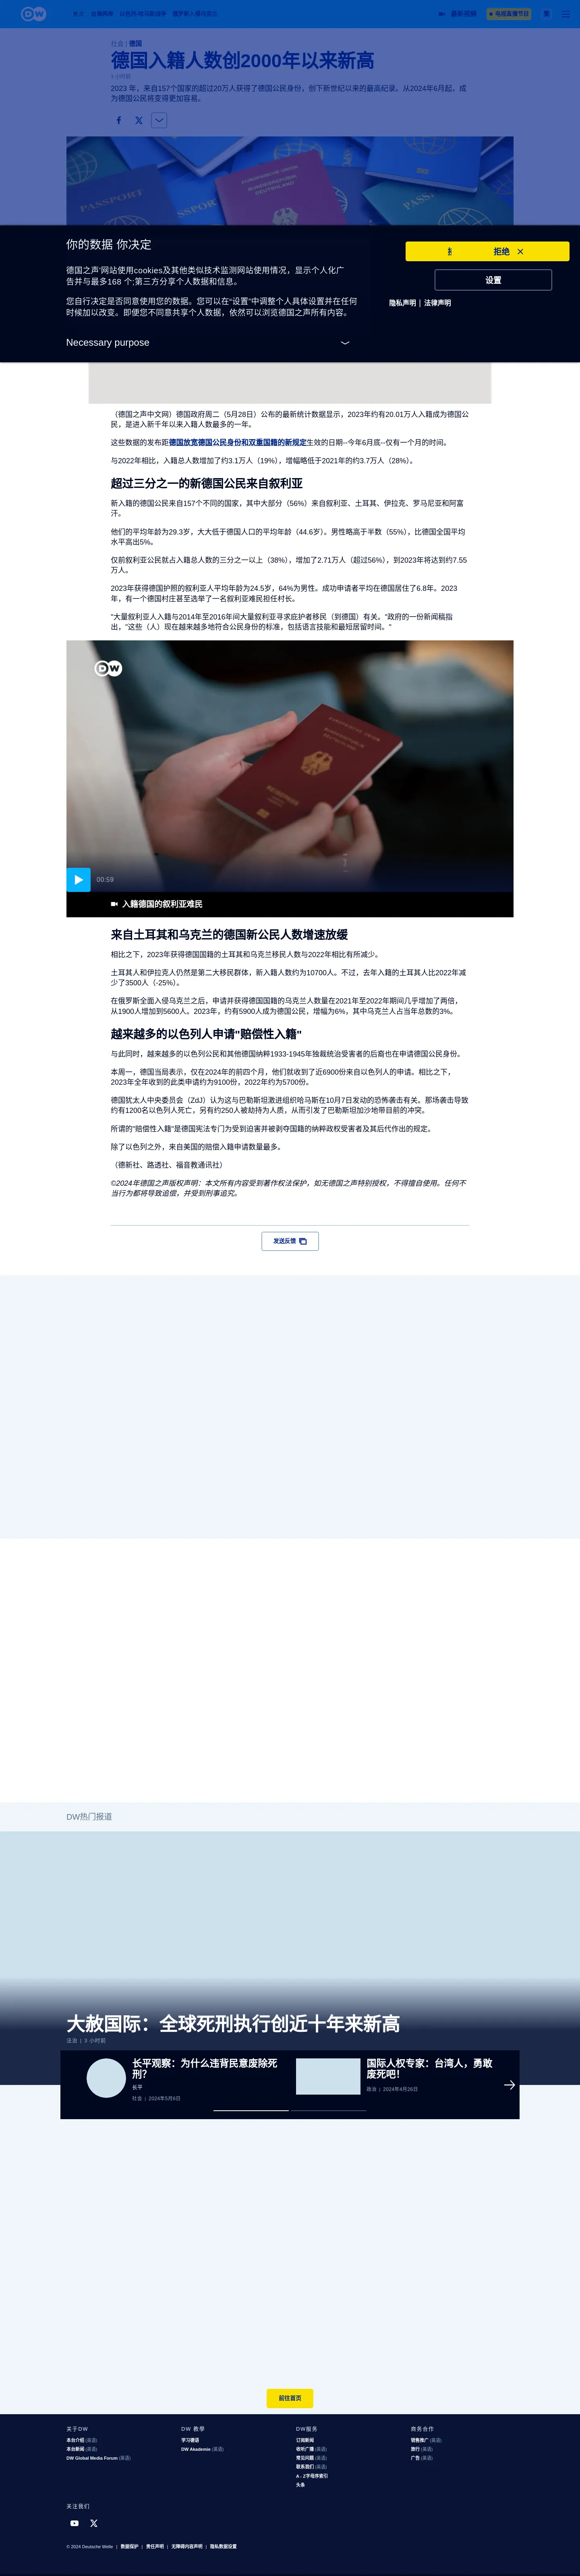 DW
最新视频
电视直播节目
社会 | 德国
德国入籍人数创2000年以来新高
2023 年，来自157个国家的超过20万人获得了德国公民身份，创下新世纪以来的最高纪录。从2024年6月起，成
为德国公民将变得更加容易。
PASSPORT
PASSPORT
DEUTSCHLAND
你的数据 你决定
德国之声'网站使用cookies及其他类似技术监测网站使用情况，显示个人化广
告并与最多168 个;第三方分享个人数据和信息。
您自行决定是否同意使用您的数据。您可以在“设置”中调整个人具体设置并在任何
时候加以改变。即便您不同意共享个人数据，依然可以浏览德国之声所有内容。
Necessary purpose
拒绝
设置
隐私声明 | 法律声明
（德国之声中文网）德国政府周二（5月28日）公布的最新统计数据显示，2023年约有20.01万人入籍成为德国公
民，是进入新千年以来入籍人数最多的一年。
这些数据的发布距德国放宽德国公民身份和双重国籍的新规定生效的日期--今年6月底--仅有一个月的时间。
与2022年相比，入籍总人数增加了约3.1万人（19%），增幅略低于2021年的约3.7万人（28%）。
超过三分之一的新德国公民来自叙利亚
新入籍的德国公民来自157个不同的国家，其中大部分（56%）来自叙利亚、土耳其、伊拉克、罗马尼亚和阿富
汗。
他们的平均年龄为29.3岁，大大低于德国人口的平均年龄（44.6岁）。男性略高于半数（55%），比德国全国平均
水平高出5%。
仅前叙利亚公民就占入籍总人数的三分之一以上（38%），增加了2.71万人（超过56%），到2023年将达到约7.55
万人。
2023年获得德国护照的叙利亚人平均年龄为24.5岁，64%为男性。成功申请者平均在德国居住了6.8年。2023
年，有一个德国村庄甚至选举了一名叙利亚难民担任村长。
"大量叙利亚人入籍与2014年至2016年间大量叙利亚寻求庇护者移民（到德国）有关。"政府的一份新闻稿指
出，"这些（人）现在越来越多地符合公民身份的标准，包括语言技能和最短居留时间。"
DW
00:59
入籍德国的叙利亚难民
来自土耳其和乌克兰的德国新公民人数增速放缓
相比之下，2023年获得德国国籍的土耳其和乌克兰移民人数与2022年相比有所减少。
土耳其人和伊拉克人仍然是第二大移民群体，新入籍人数约为10700人。不过，去年入籍的土耳其人比2022年减
少了3500人（-25%）。
在俄罗斯全面入侵乌克兰之后，申请并获得德国国籍的乌克兰人数量在2021年至2022年期间几乎增加了两倍，
从1900人增加到5600人。2023年，约有5900人成为德国公民，增幅为6%，其中乌克兰人占当年总数的3%。
越来越多的以色列人申请"赔偿性入籍"
与此同时，越来越多的以色列公民和其他德国纳粹1933-1945年独裁统治受害者的后裔也在申请德国公民身份。
本周一，德国当局表示，仅在2024年的前四个月，他们就收到了近6900份来自以色列人的申请。相比之下，
2023年全年收到的此类申请约为9100份，2022年约为5700份。
德国犹太人中央委员会（ZdJ）认为这与巴勒斯坦激进组织哈马斯在10月7日发动的恐怖袭击有关。那场袭击导致
约有1200名以色列人死亡，另有约250人被劫持为人质，从而引发了巴勒斯坦加沙地带目前的冲突。
所谓的"赔偿性入籍"是德国宪法专门为受到迫害并被剥夺国籍的纳粹政权受害者及其后代作出的规定。
除了以色列外，来自美国的赔偿入籍申请数量最多。
（德新社、路透社、福音教通讯社）
©2024年德国之声版权声明：本文所有内容受到著作权法保护，如无德国之声特别授权，不得擅自使用。任何不
当行为都将导致追偿，并受到刑事追究。
发送反馈
DW热门报道
大赦国际：全球死刑执行创近十年来新高
法治 | 3 小时前
长平观察：为什么违背民意废除死
刑？
长平
社会 | 2024年5月6日
国际人权专家：台湾人，勇敢
废死吧！
政治 | 2024年4月26日
前往首页
关于DW
本台介绍 (英语)
本台新闻 (英语)
DW Global Media Forum (英语)
DW 教學
学习德语
DW Akademie (英语)
DW服务
订阅新闻
收听广播 (英语)
常见问题 (英语)
联系我们 (英语)
A - Z字母序索引
头条
商务合作
销售推广 (英语)
旅行 (英语)
广告 (英语)
关注我们
© 2024 Deutsche Welle | 数据保护 | 责任声明 | 无障碍内容声明 | 隐私数据设置